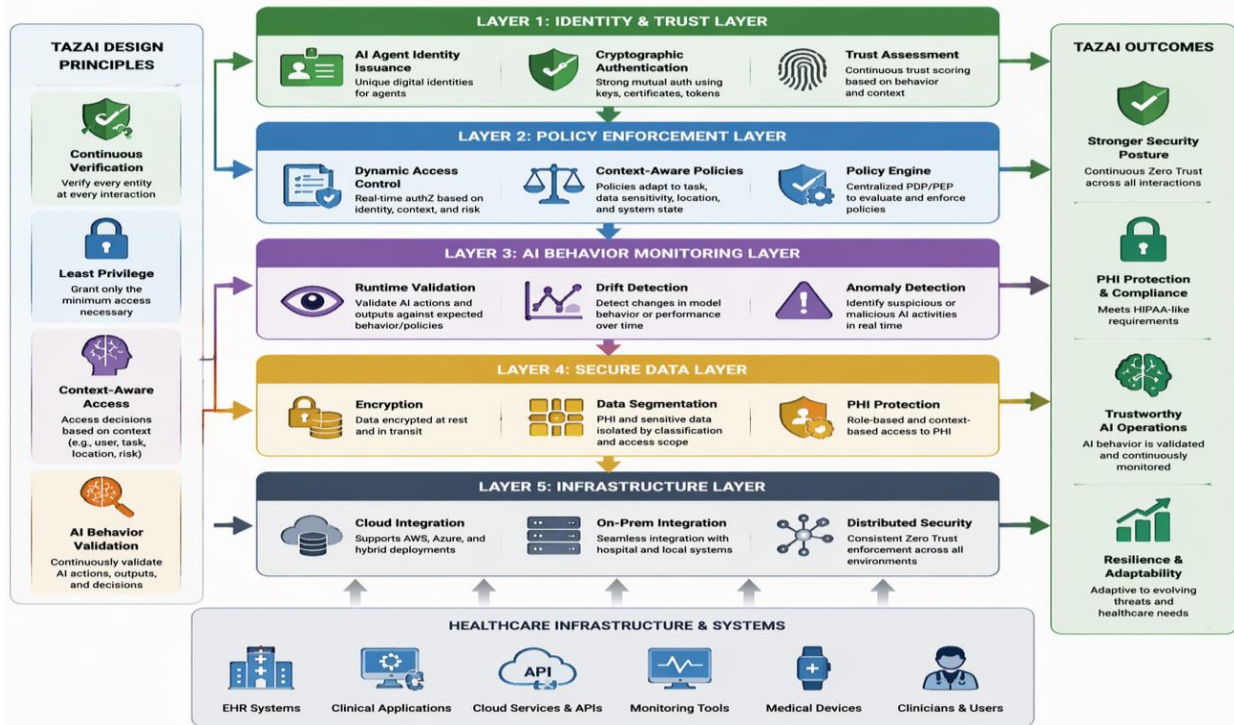 TAZAI DESIGN
PRINCIPLES
Continuous
Verification
Verify every entity
at every interaction
Least Privilege
Grant only the
minimum access
necessary
Context-Aware
Access
Access decisions
based on context
(e.g., user, task,
location, risk)
AI Behavior
Validation
Continuously validate
AI actions, outputs,
and decisions
LAYER 1: IDENTITY & TRUST LAYER
AI Agent Identity
Issuance
Unique digital identities
for agents
Cryptographic
Authentication
Strong mutual auth using
keys, certificates, tokens
Trust Assessment
Continuous trust scoring
based on behavior
and context
LAYER 2: POLICY ENFORCEMENT LAYER
Dynamic Access
Control
Real-time authZ based on
identity, context, and risk
Context-Aware Policies
Policies adapt to task,
data sensitivity, location,
and system state
Policy Engine
Centralized PDP/PEP
to evaluate and enforce
policies
LAYER 3: AI BEHAVIOR MONITORING LAYER
Runtime Validation
Validate AI actions and
outputs against expected
behavior/policies
Drift Detection
Detect changes in model
behavior or performance
over time
Anomaly Detection
Identify suspicious or
malicious AI activities
in real time
LAYER 4: SECURE DATA LAYER
Encryption
Data encrypted at rest
and in transit
Data Segmentation
PHI and sensitive data
isolated by classification
and access scope
PHI Protection
Role-based and context-
based access to PHI
LAYER 5: INFRASTRUCTURE LAYER
Cloud Integration
Supports AWS, Azure, and
hybrid deployments
On-Prem Integration
Seamless integration with
hospital and local systems
Distributed Security
Consistent Zero Trust
enforcement across all
environments
TAZAI OUTCOMES
Stronger Security
Posture
Continuous Zero Trust
across all interactions
PHI Protection
& Compliance
Meets HIPAA-like
requirements
Trustworthy
AI Operations
AI behavior is validated
and continuously
monitored
Resilience &
Adaptability
Adaptive to evolving
threats and
healthcare needs
HEALTHCARE INFRASTRUCTURE & SYSTEMS
EHR Systems
Clinical Applications
API
Cloud Services & APIs
Monitoring Tools
Medical Devices
Clinicians & Users